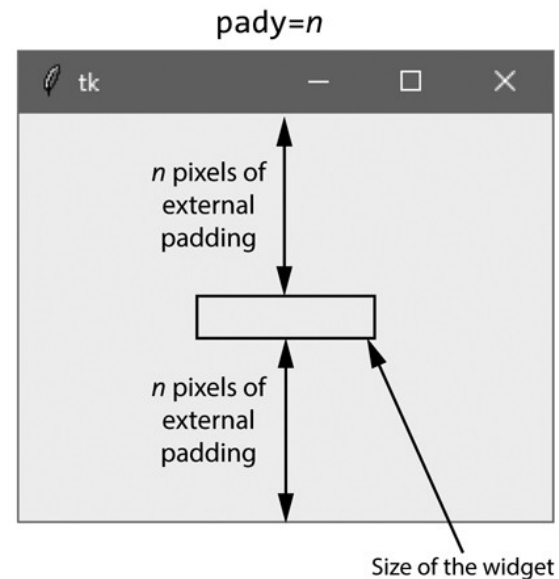 pady=n
tk
n pixels of
external
padding
n pixels of
external
padding
Size of the widget